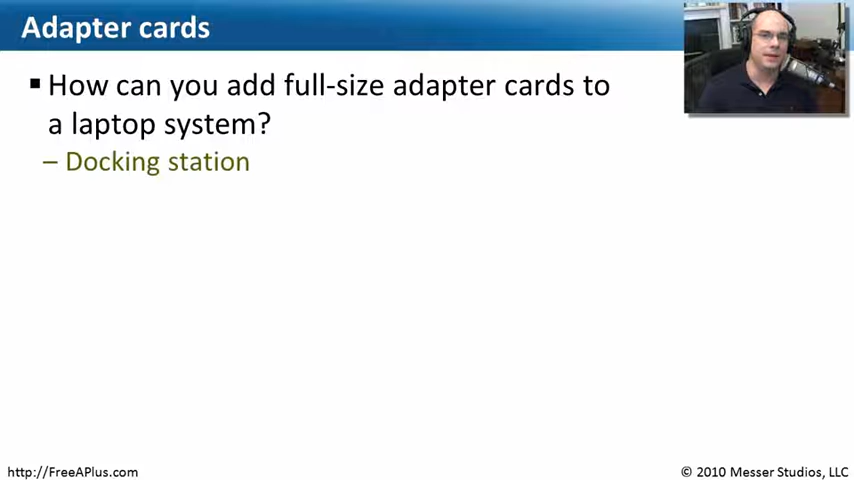 Adapter cards
▪ How can you add full-size adapter cards to
a laptop system?
– Docking station
http://FreeAPlus.com
© 2010 Messer Studios, LLC